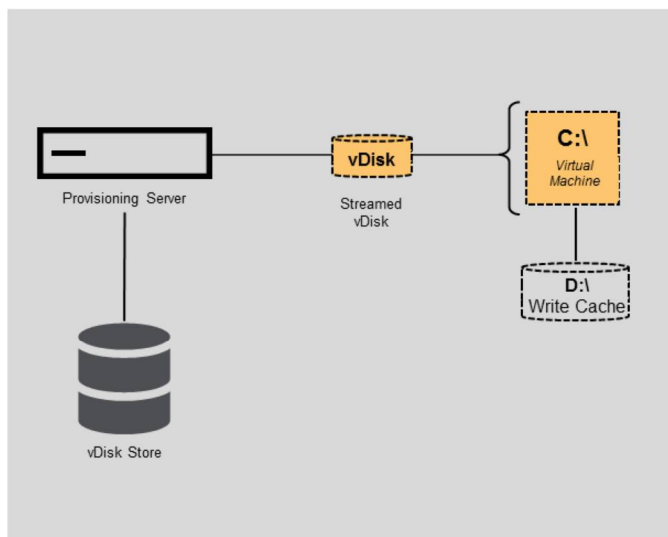 Provisioning Server
vDisk
Streamed
vDisk
C:\
Virtual
Machine
D:\
Write Cache
vDisk Store